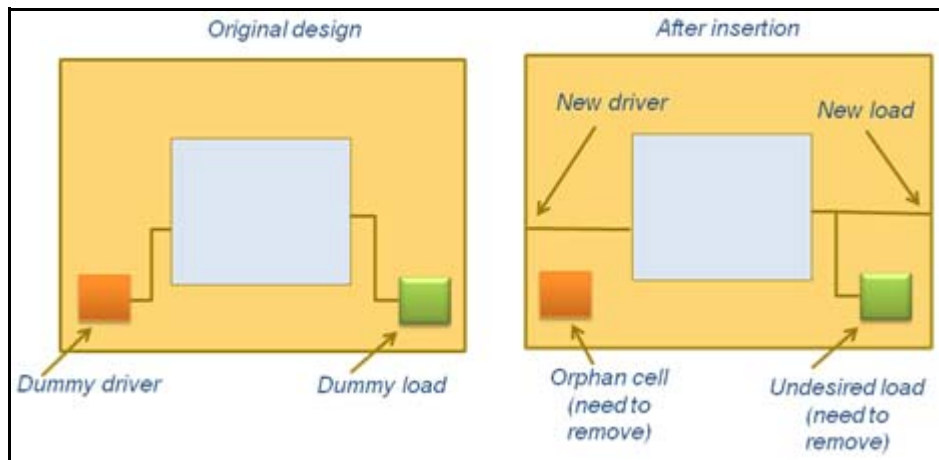 Original design
After insertion
New driver
New load
Dummy driver
Dummy load
Orphan cell
(need to
remove)
Undesired load
(need to
remove)